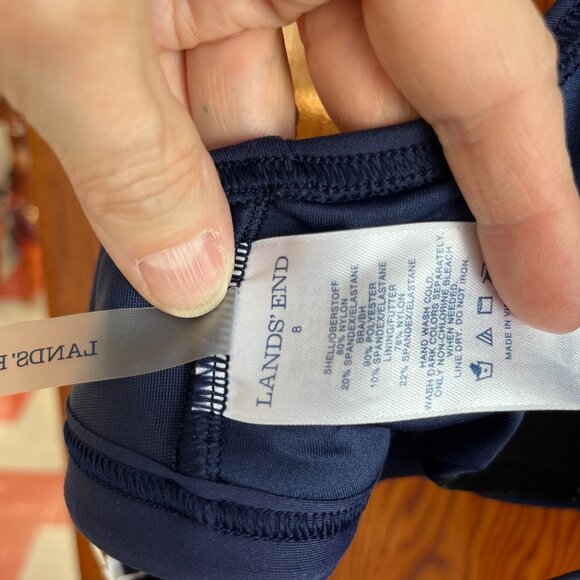 LANDS' END
8
SHELL/OBERSTOFF
80% NYLON
20% SPANDEX/ELASTANE
BRA/BH
90% POLYESTER
10% SPANDEX/ELASTANE
LINING/FUTTER
78% NYLON
22% SPANDEX/ELASTANE
HAND WASH COLD.
WASH DARK COLORS SEPARATELY.
ONLY NON-CHLORINE BLEACH
WHEN NEEDED.
LINE DRY. DO NOT IRON.
MADE IN
LANDS'